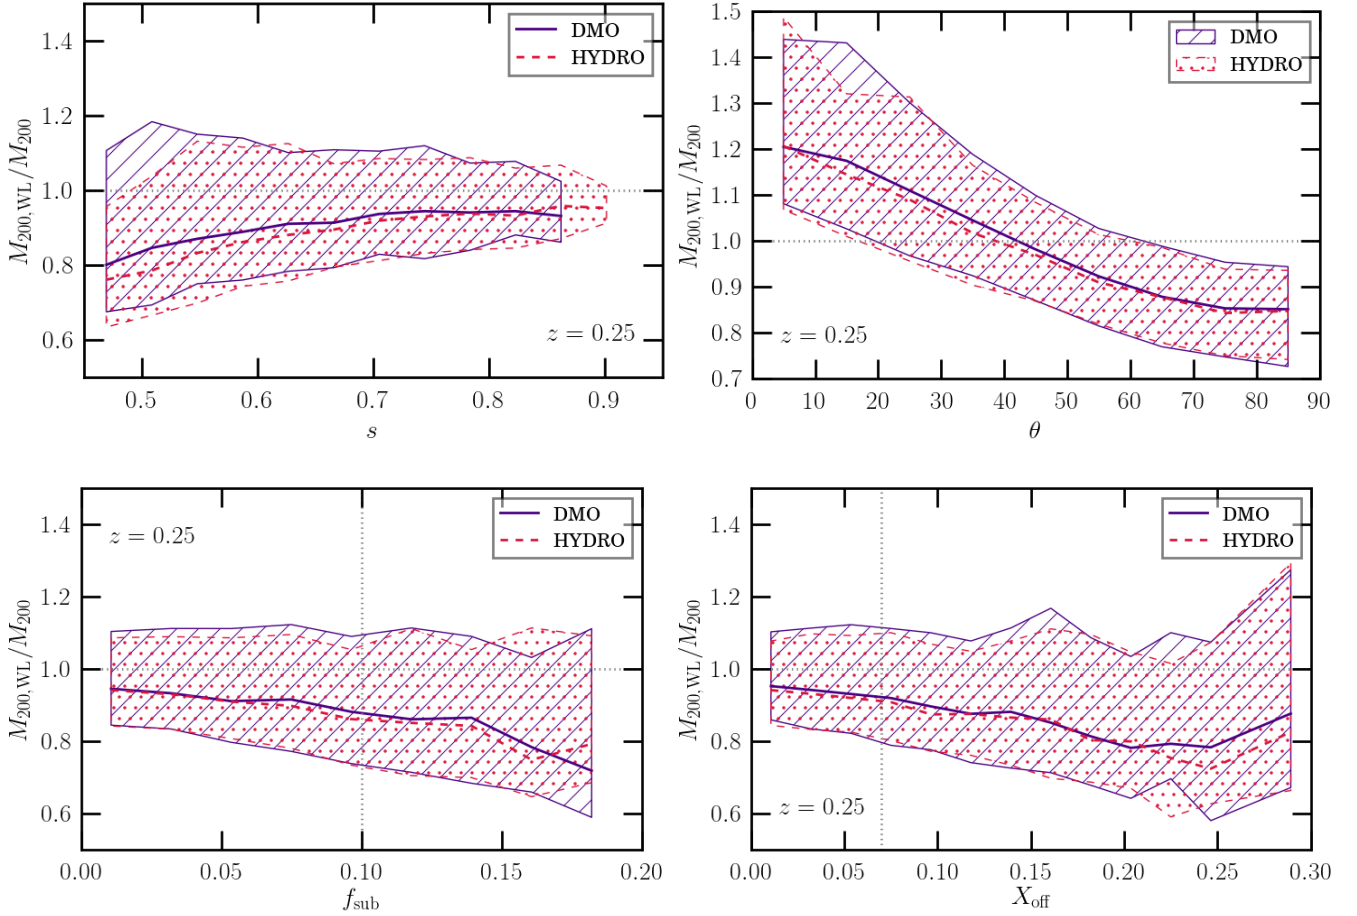 1.4
1.2
1.0
0.8
0.6
M₂₀₀,WL/M₂₀₀
DMO
HYDRO
z = 0.25
0.5 0.6 0.7 0.8 0.9
s
1.5
1.4
1.3
1.2
1.1
1.0
0.9
0.8
0.7
M₂₀₀,WL/M₂₀₀
DMO
HYDRO
z = 0.25
0 10 20 30 40 50 60 70 80 90
θ
1.4
1.2
1.0
0.8
0.6
M₂₀₀,WL/M₂₀₀
z = 0.25
DMO
HYDRO
0.00 0.05 0.10 0.15 0.20
f_sub
1.4
1.2
1.0
0.8
0.6
M₂₀₀,WL/M₂₀₀
DMO
HYDRO
z = 0.25
0.00 0.05 0.10 0.15 0.20 0.25 0.30
X_off